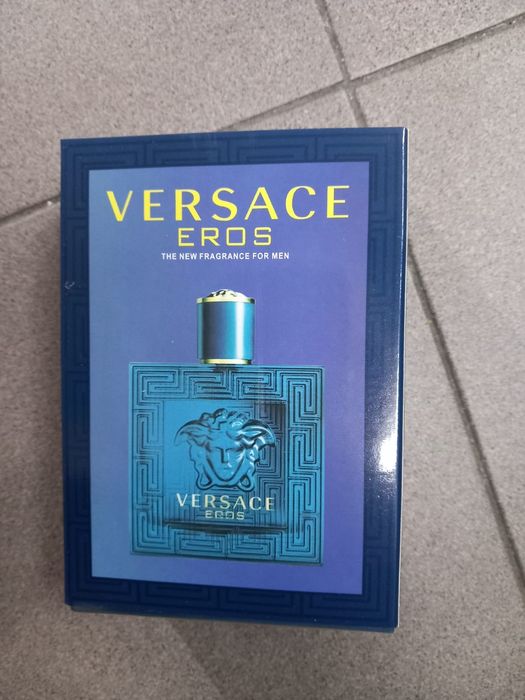 VERSACE
EROS
THE NEW FRAGRANCE FOR MEN
VERSACE
EROS